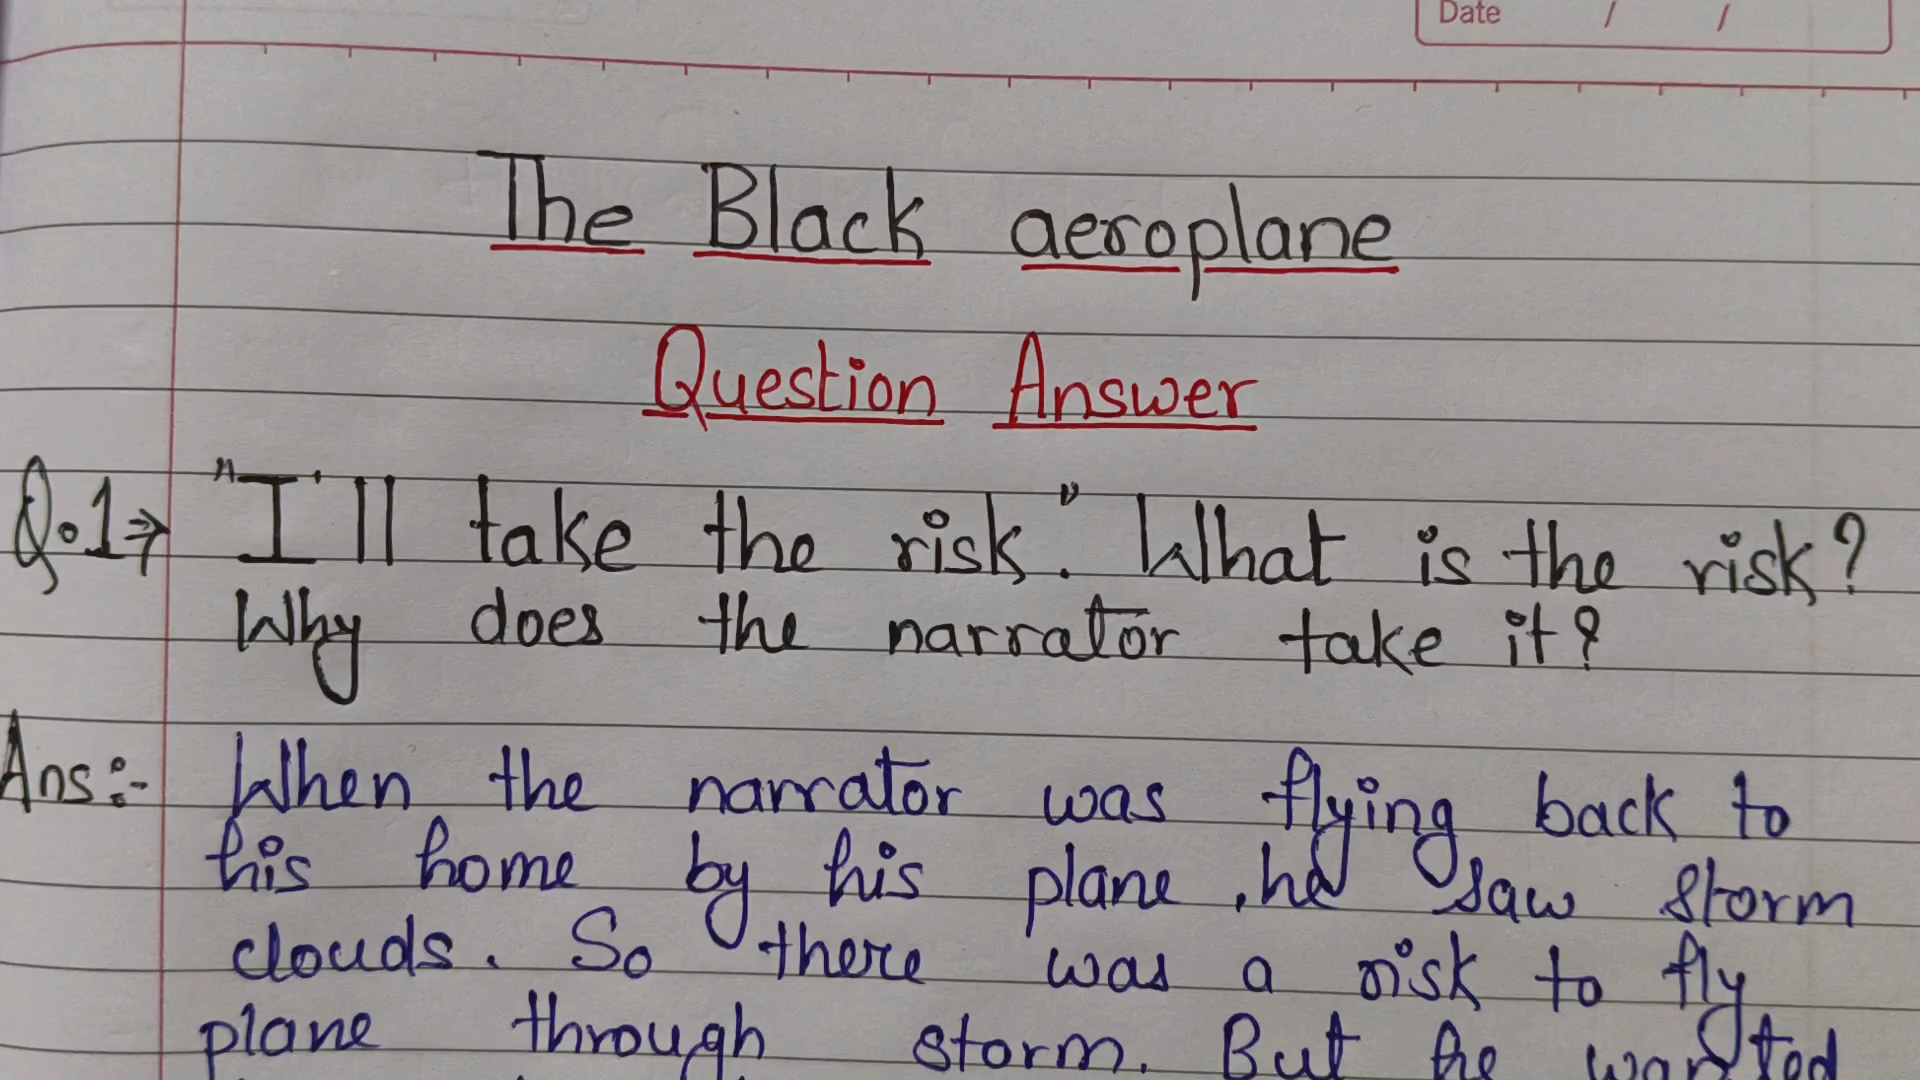 Date / /
The Black aeroplane
Question Answer
Q.1⇒ "I'll take the risk." What is the risk?
Why does the narrator take it?
Ans:- When the narrator was flying back to
his home by his plane, he saw storm
clouds. So there was a risk to fly
plane through storm. But he wanted